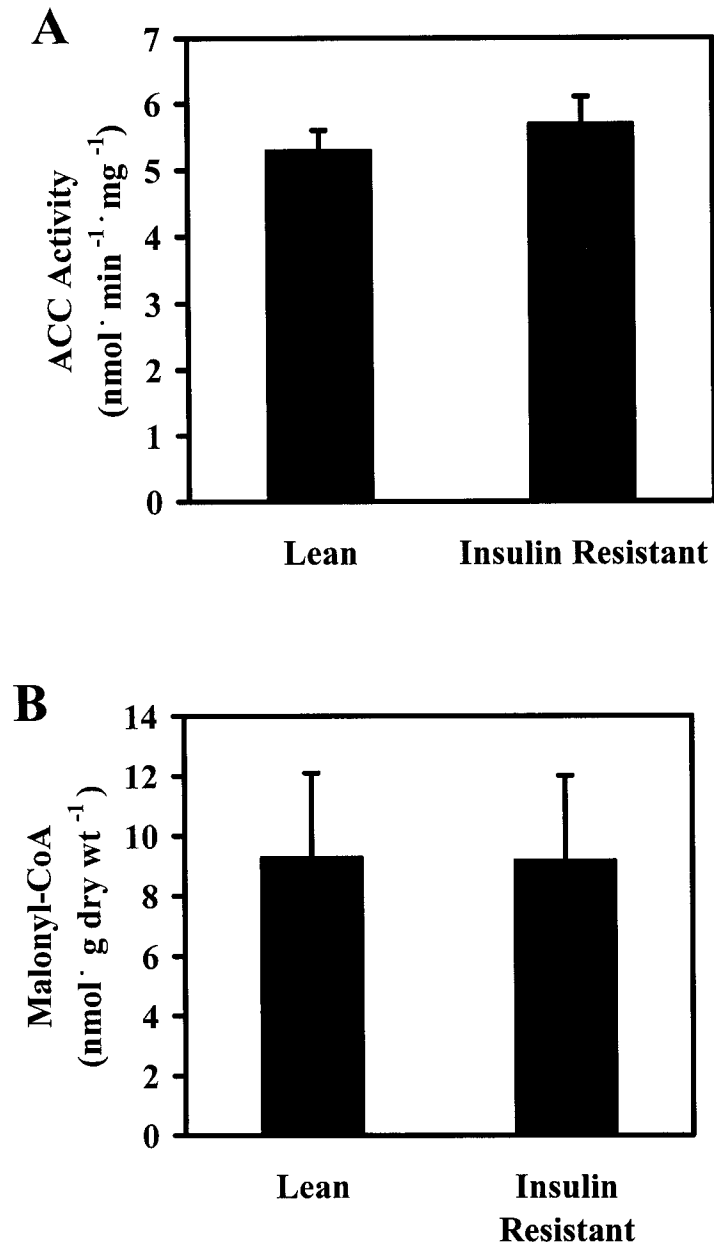 A
7
6
5
4
3
2
1
0
ACC Activity
(nmol· min⁻¹· mg⁻¹)
Lean
Insulin Resistant
B
14
12
10
8
6
4
2
0
Malonyl-CoA
(nmol· g dry wt⁻¹)
Lean
Insulin
Resistant